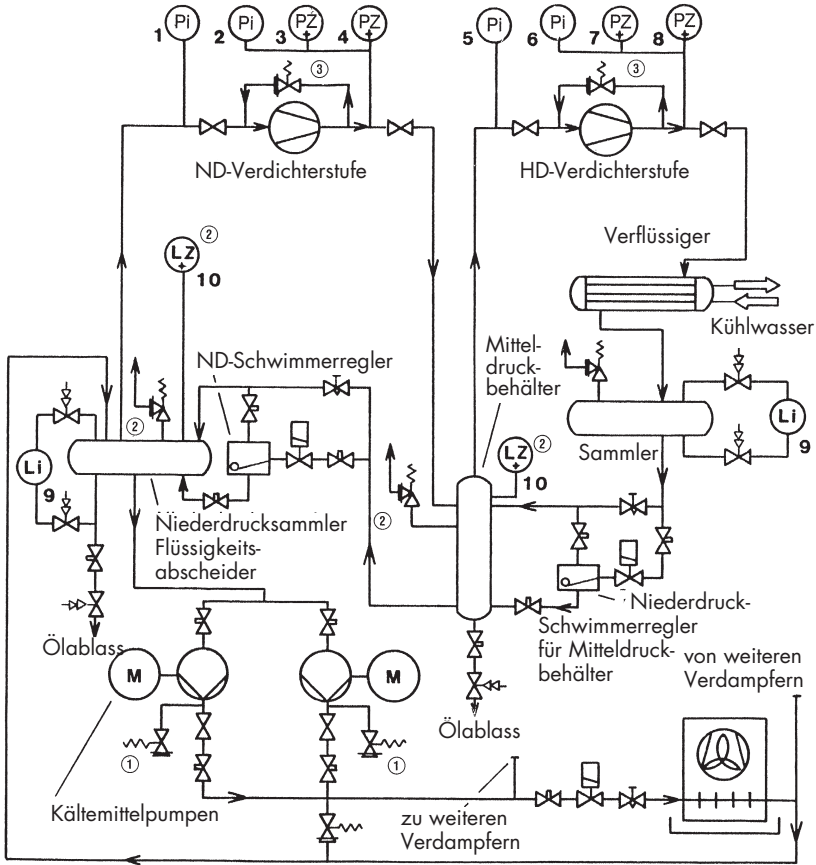 Pi
Pi
PZ
+
PZ
+
Pi
Pi
PZ
+
PZ
+
1
2
3
4
5
6
7
8
3
3
ND-Verdichterstufe
HD-Verdichterstufe
Verflüssiger
LZ
+
2
10
Kühlwasser
ND-Schwimmerregler
Mittel-
druck-
behälter
2
Li
9
Li
9
Sammler
LZ
+
2
10
Niederdrucksammler
Flüssigkeits-
abscheider
2
Niederdruck-
Schwimmerregler
für Mitteldruck-
behälter
Ölablass
von weiteren
Verdampfern
M
M
Ölablass
1
1
Kältemittelpumpen
zu weiteren
Verdampfern